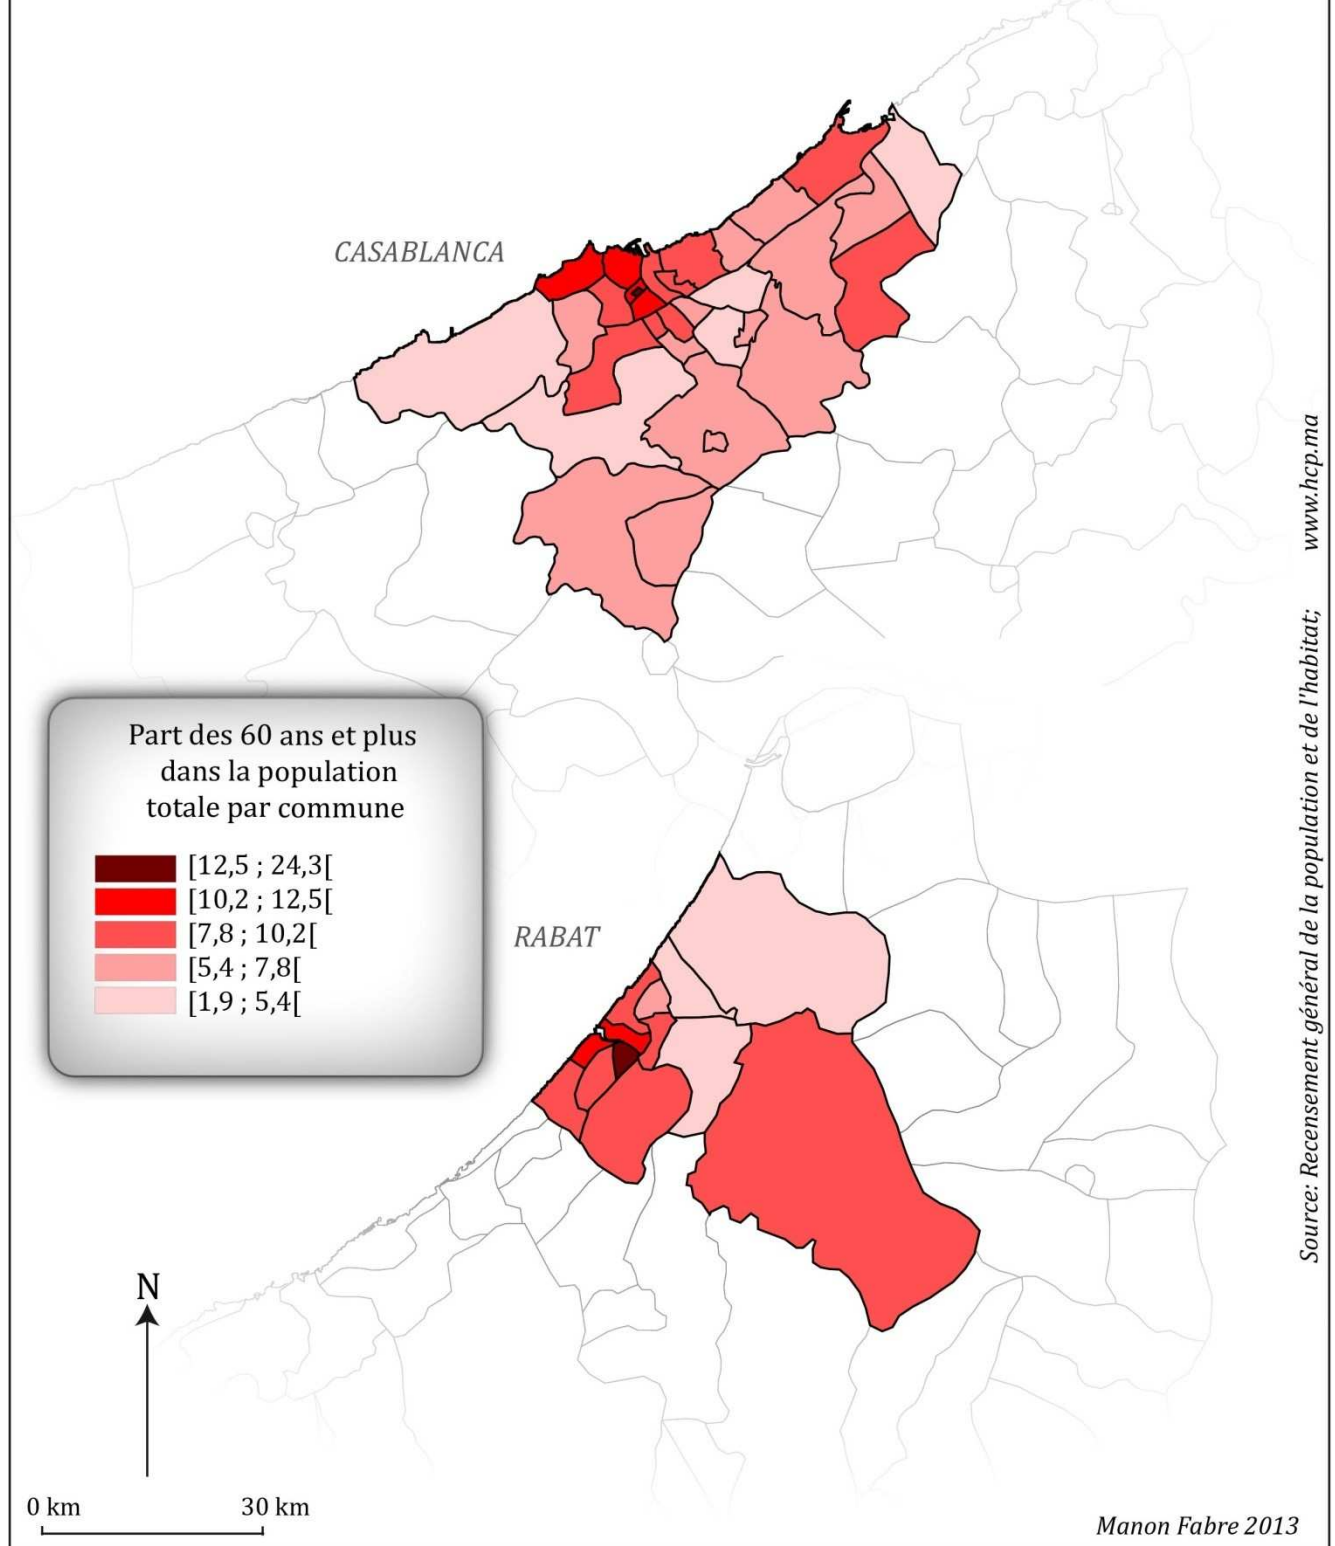 CASABLANCA
Part des 60 ans et plus
dans la population
totale par commune
[12,5 ; 24,3[
[10,2 ; 12,5[
[7,8 ; 10,2[
[5,4 ; 7,8[
[1,9 ; 5,4[
RABAT
N
0 km 30 km
Manon Fabre 2013
Source: Recensement général de la population et de l'habitat; www.hcp.ma